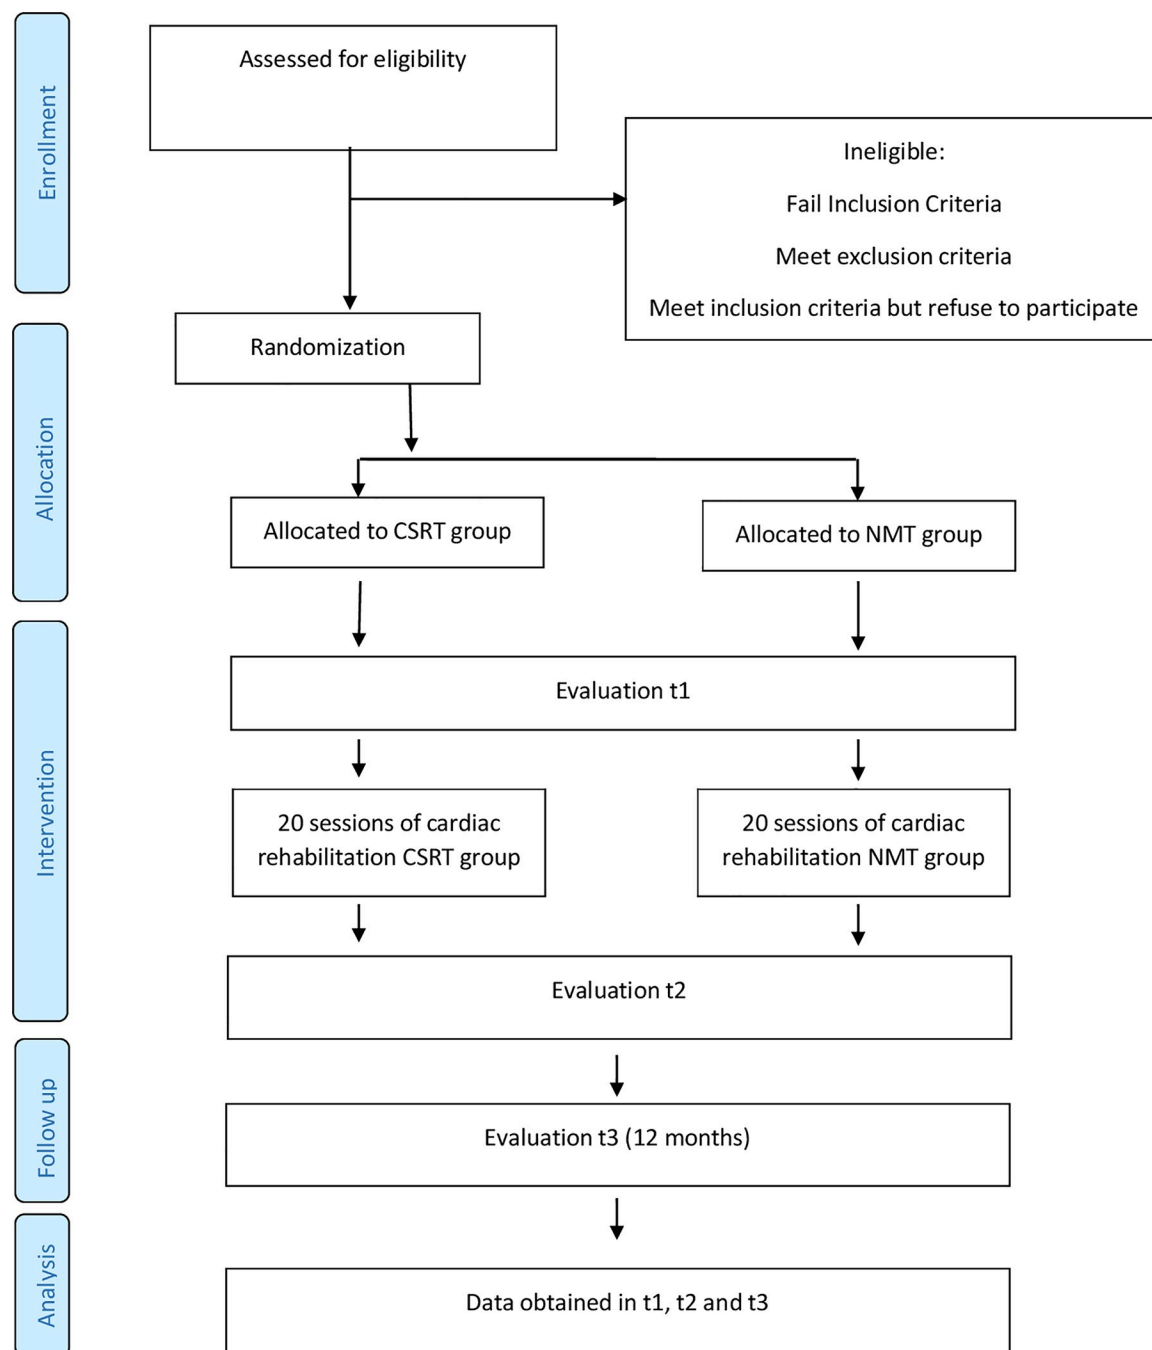 Enrollment
Assessed for eligibility
Ineligible:
Fail Inclusion Criteria
Meet exclusion criteria
Meet inclusion criteria but refuse to participate
Randomization
Allocation
Allocated to CSRT group
Allocated to NMT group
Intervention
Evaluation t1
20 sessions of cardiac
rehabilitation CSRT group
20 sessions of cardiac
rehabilitation NMT group
Evaluation t2
Follow up
Evaluation t3 (12 months)
Analysis
Data obtained in t1, t2 and t3